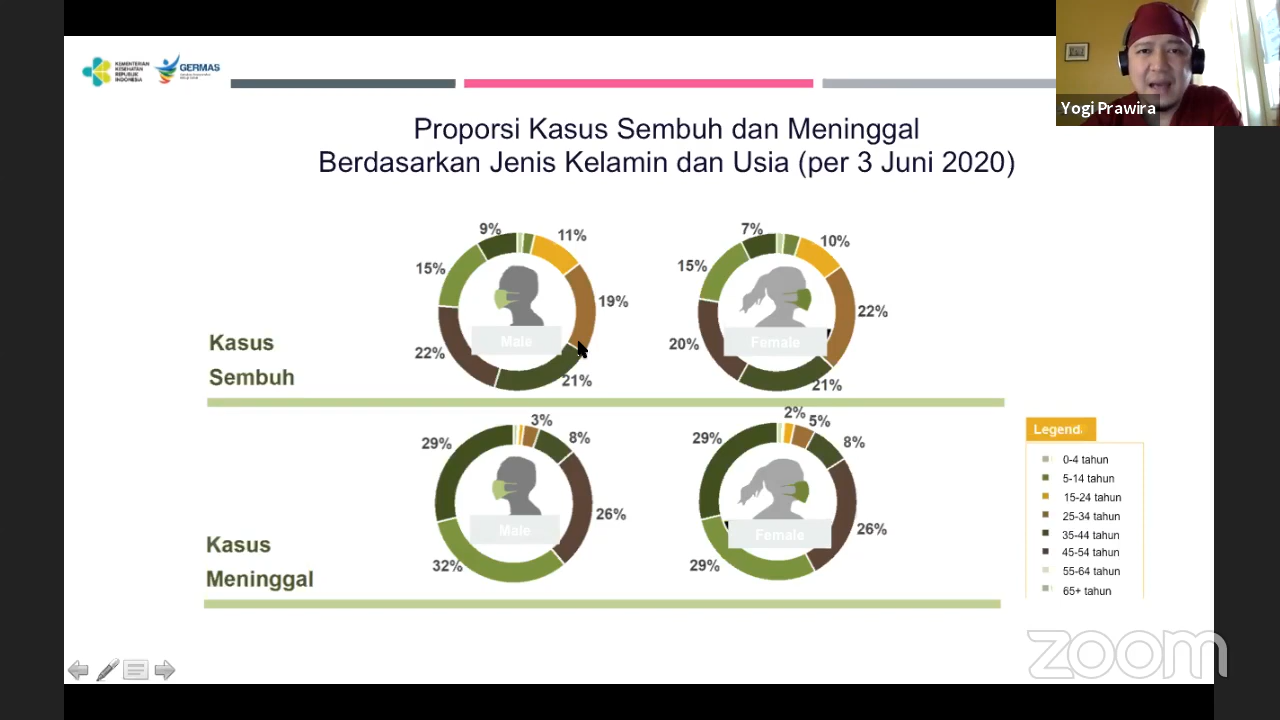 KEMENTERIAN
KESEHATAN
REPUBLIK
INDONESIA
GERMAS
Yogi Prawira
Proporsi Kasus Sembuh dan Meninggal
Berdasarkan Jenis Kelamin dan Usia (per 3 Juni 2020)
9%
11%
15%
19%
22%
21%
Male
7%
10%
15%
22%
20%
21%
Female
Kasus
Sembuh
3%
29%
8%
26%
32%
Male
2%
5%
29%
8%
26%
29%
Female
Kasus
Meninggal
Legend
0-4 tahun
5-14 tahun
15-24 tahun
25-34 tahun
35-44 tahun
45-54 tahun
55-64 tahun
65+ tahun
zoom